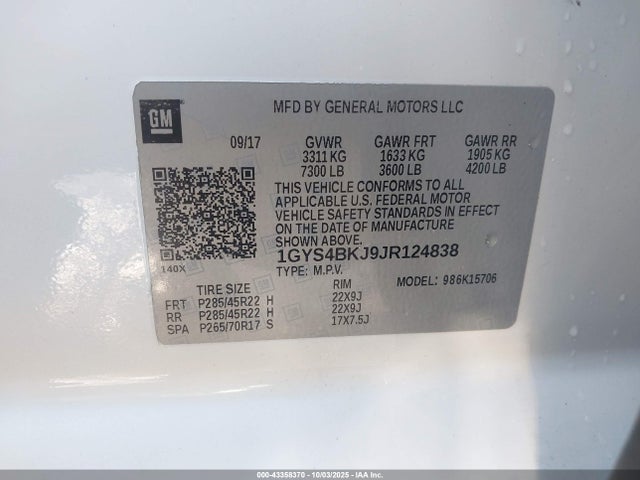 MFD BY GENERAL MOTORS LLC
GM
09/17 GVWR GAWR FRT GAWR RR
3311 KG 1633 KG 1905 KG
7300 LB 3600 LB 4200 LB
THIS VEHICLE CONFORMS TO ALL
APPLICABLE U.S. FEDERAL MOTOR
VEHICLE SAFETY STANDARDS IN EFFECT
ON THE DATE OF MANUFACTURE
SHOWN ABOVE.
140X
1GYS4BKJ9JR124838
TYPE: M.P.V. MODEL: 986K15706
TIRE SIZE RIM
FRT P285/45R22 H 22X9J
RR P285/45R22 H 22X9J
SPA P265/70R17 S 17X7.5J
000-43358370 - 10/03/2025 - COPYRIGHT © IAA, INC.